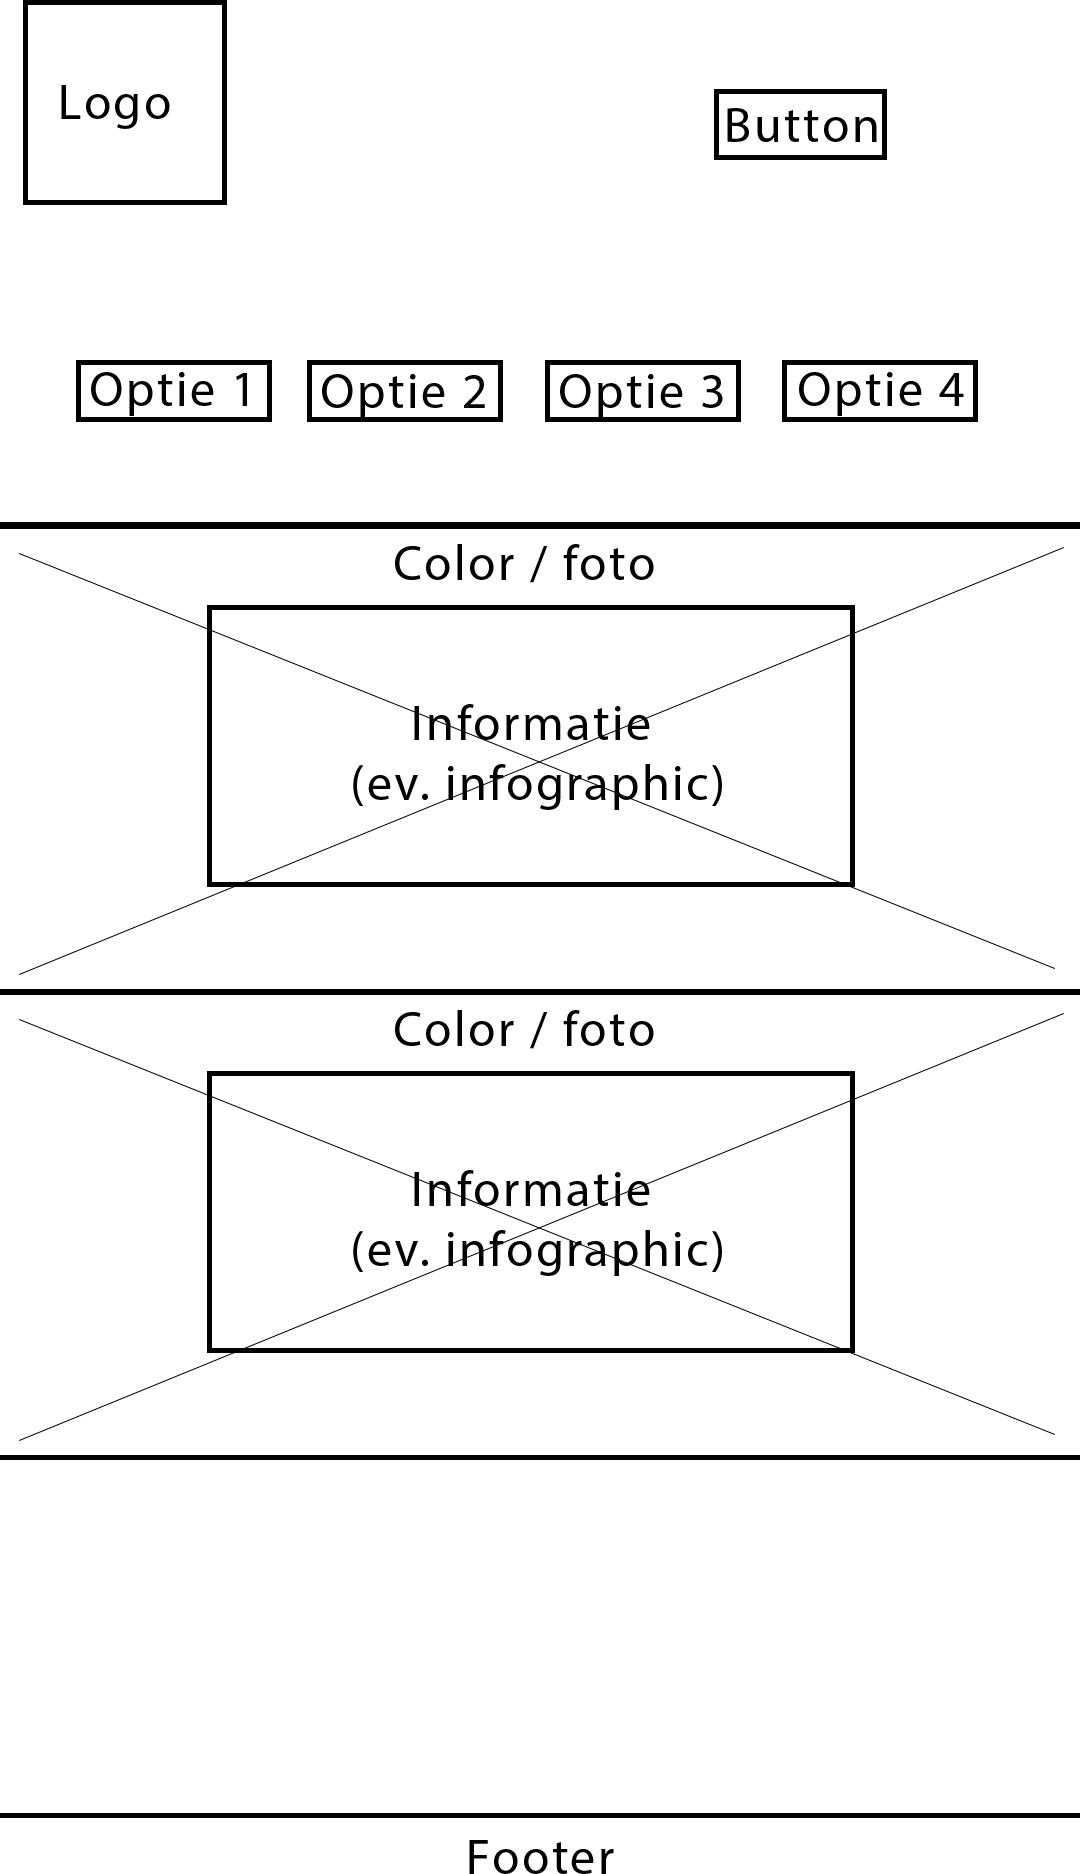 Logo
Button
Optie 1
Optie 2
Optie 3
Optie 4
Color / foto
Informatie
(ev. infographic)
Color / foto
Informatie
(ev. infographic)
Footer